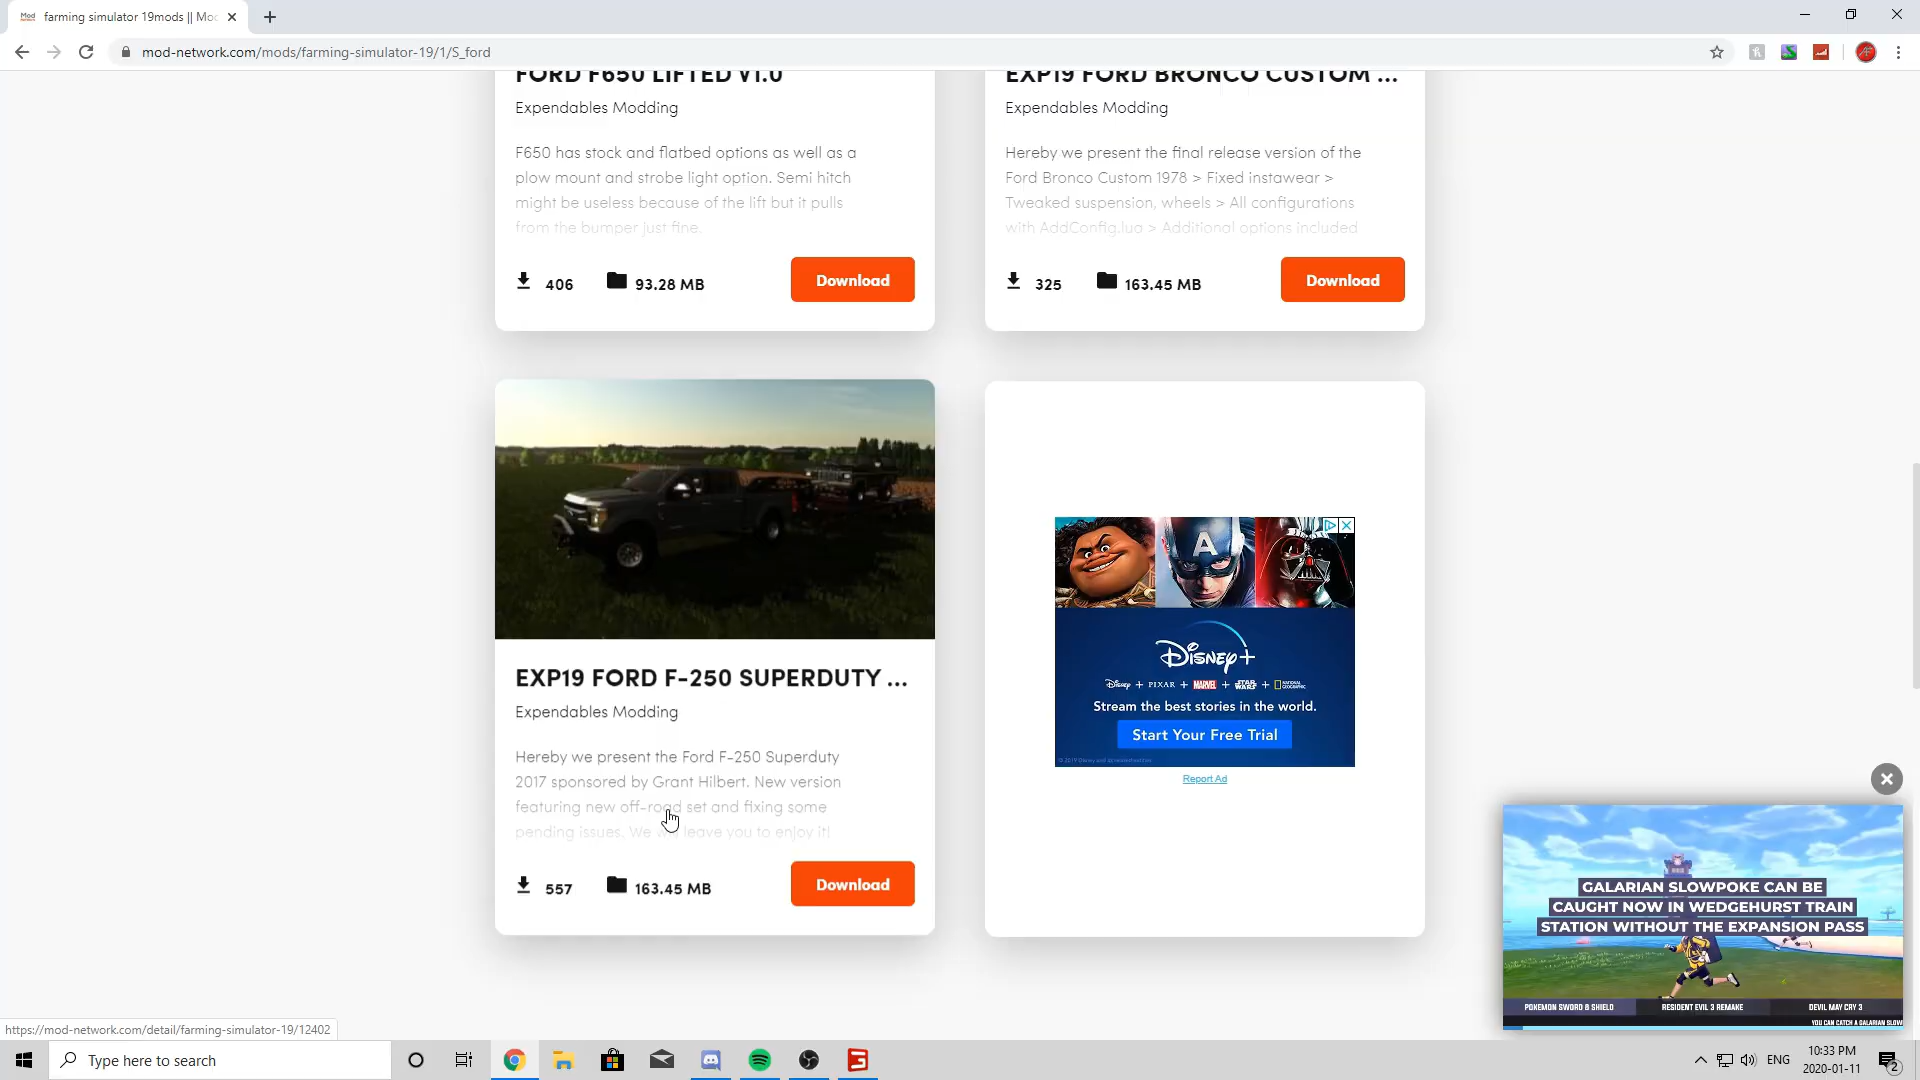 farming simulator 19mods || Mo
mod-network.com/mods/farming-simulator-19/1/S_ford
FORD F650 LIFTED V1.0
Expendables Modding
F650 has stock and flatbed options as well as a
plow mount and strobe light option. Semi hitch
might be useless because of the lift but it pulls
from the bumper just fine.
406
93.28 MB
Download
EXP19 FORD BRONCO CUSTOM ...
Expendables Modding
Hereby we present the final release version of the
Ford Bronco Custom 1978 > Fixed instawear >
Tweaked suspension, wheels > All configurations
with AddConfig.lua > Additional options included
325
163.45 MB
Download
EXP19 FORD F-250 SUPERDUTY ...
Expendables Modding
Hereby we present the Ford F-250 Superduty
2017 sponsored by Grant Hilbert. New version
featuring new off-road set and fixing some
pending issues. We will leave you to enjoy it!
557
163.45 MB
Download
A
Disney+
Disney + PIXAR + MARVEL + STAR WARS + NATIONAL GEOGRAPHIC
Stream the best stories in the world.
Start Your Free Trial
Report Ad
GALARIAN SLOWPOKE CAN BE
CAUGHT NOW IN WEDGEHURST TRAIN
STATION WITHOUT THE EXPANSION PASS
POKEMON SWORD & SHIELD
RESIDENT EVIL 3 REMAKE
DEVIL MAY CRY 3
YOU CAN CATCH A GALARIAN SLOW
https://mod-network.com/detail/farming-simulator-19/12402
Type here to search
ENG
10:33 PM
2020-01-11
2